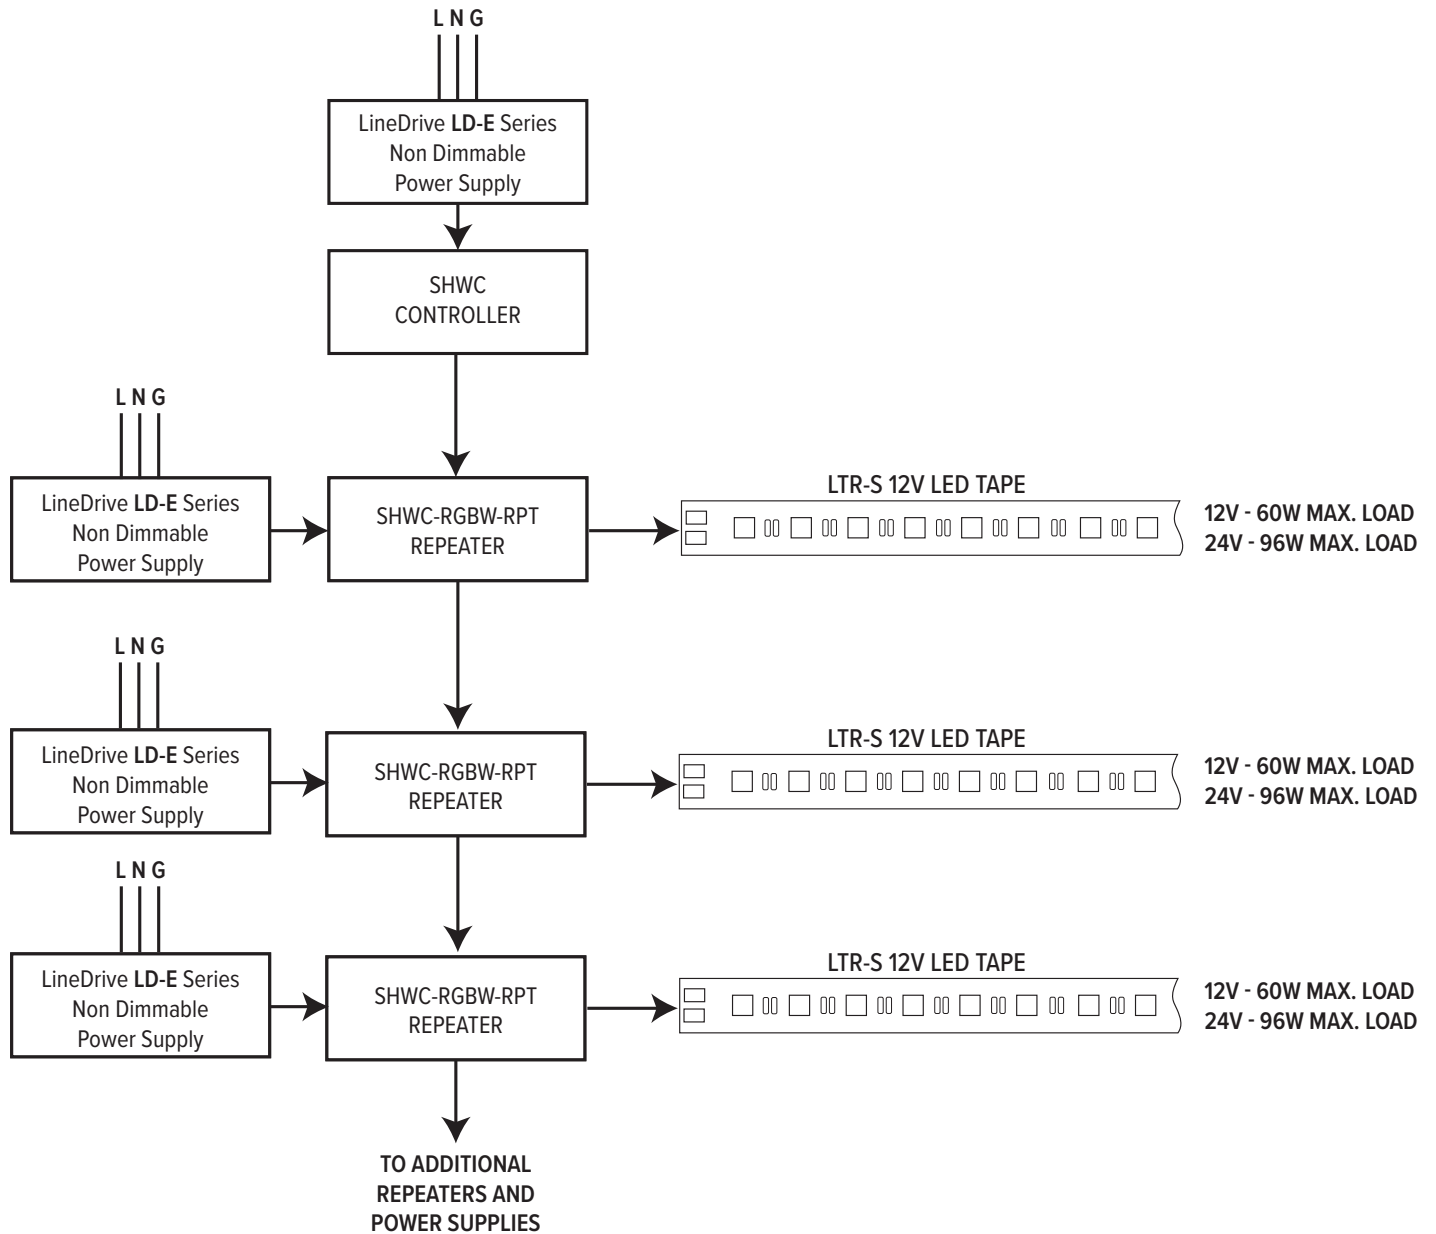 L N G
LineDrive LD-E Series
Non Dimmable
Power Supply
SHWC
CONTROLLER
L N G
LineDrive LD-E Series
Non Dimmable
Power Supply
SHWC-RGBW-RPT
REPEATER
LTR-S 12V LED TAPE
12V - 60W MAX. LOAD
24V - 96W MAX. LOAD
L N G
LineDrive LD-E Series
Non Dimmable
Power Supply
SHWC-RGBW-RPT
REPEATER
LTR-S 12V LED TAPE
12V - 60W MAX. LOAD
24V - 96W MAX. LOAD
L N G
LineDrive LD-E Series
Non Dimmable
Power Supply
SHWC-RGBW-RPT
REPEATER
LTR-S 12V LED TAPE
12V - 60W MAX. LOAD
24V - 96W MAX. LOAD
TO ADDITIONAL
REPEATERS AND
POWER SUPPLIES